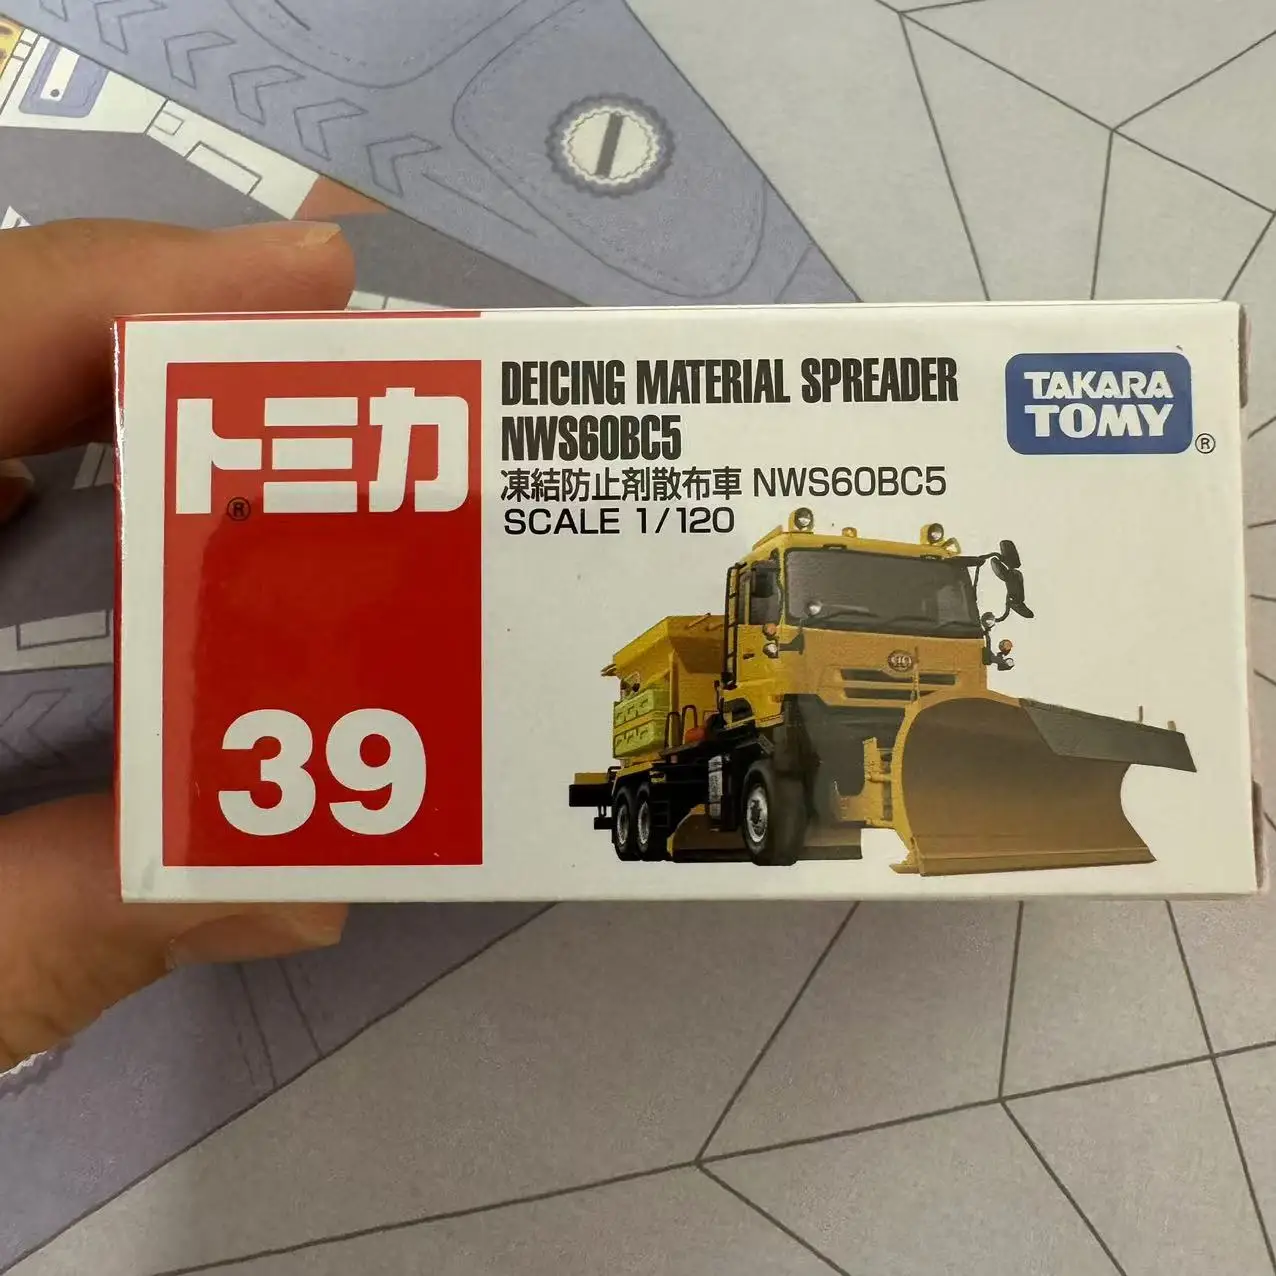 トミカ
®
39
DEICING MATERIAL SPREADER
NWS60BC5
凍結防止剤散布車 NWS60BC5
SCALE 1/120
TAKARA
TOMY
®